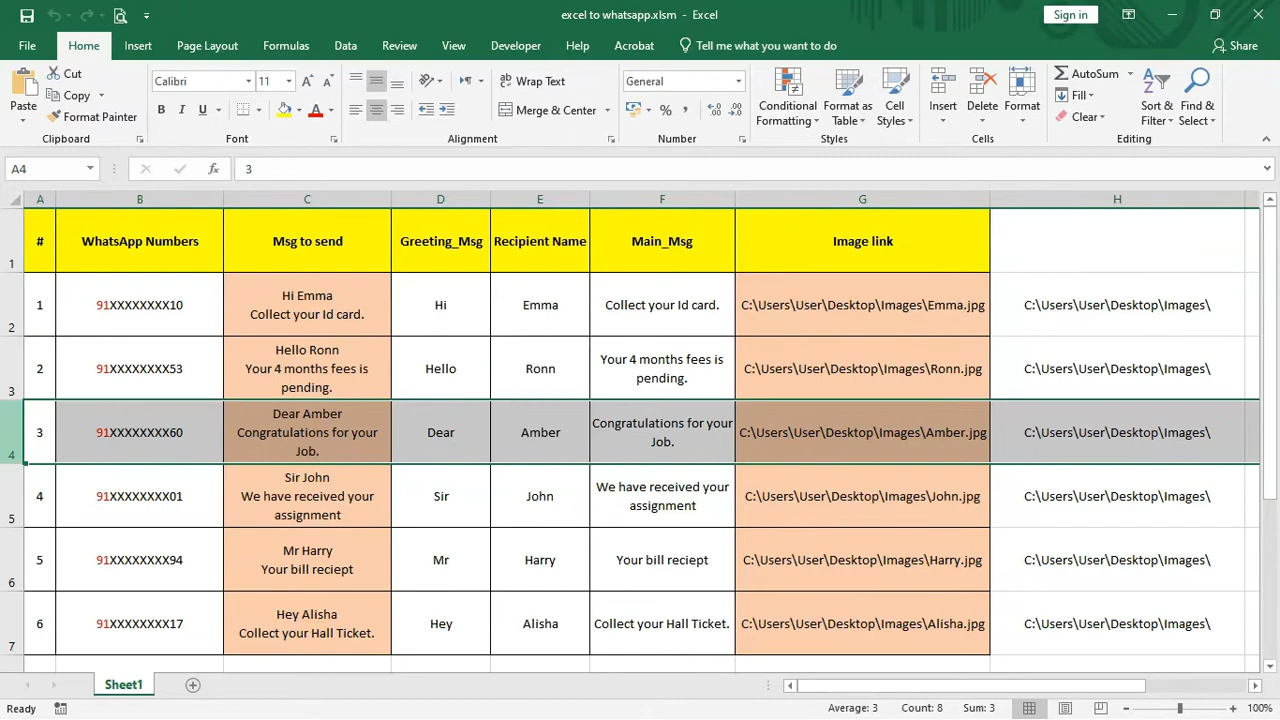 excel to whatsapp.xlsm - Excel
Sign in
File Home Insert Page Layout Formulas Data Review View Developer Help Acrobat Tell me what you want to do Share
Paste
Cut
Copy
Format Painter
Clipboard
Calibri 11
B I U
Font
Wrap Text
Merge & Center
Alignment
General
Number
Conditional Formatting
Format as Table
Cell Styles
Styles
Insert Delete Format
Cells
AutoSum
Fill
Clear
Sort & Filter
Find & Select
Editing
A4 fx 3
A B C D E F G H
1 # WhatsApp Numbers Msg to send Greeting_Msg Recipient Name Main_Msg Image link
2 1 91XXXXXXXX10 Hi Emma Collect your Id card. Hi Emma Collect your Id card. C:\Users\User\Desktop\Images\Emma.jpg C:\Users\User\Desktop\Images\
3 2 91XXXXXXXX53 Hello Ronn Your 4 months fees is pending. Hello Ronn Your 4 months fees is pending. C:\Users\User\Desktop\Images\Ronn.jpg C:\Users\User\Desktop\Images\
4 3 91XXXXXXXX60 Dear Amber Congratulations for your Job. Dear Amber Congratulations for your Job. C:\Users\User\Desktop\Images\Amber.jpg C:\Users\User\Desktop\Images\
5 4 91XXXXXXXX01 Sir John We have received your assignment Sir John We have received your assignment C:\Users\User\Desktop\Images\John.jpg C:\Users\User\Desktop\Images\
6 5 91XXXXXXXX94 Mr Harry Your bill reciept Mr Harry Your bill reciept C:\Users\User\Desktop\Images\Harry.jpg C:\Users\User\Desktop\Images\
7 6 91XXXXXXXX17 Hey Alisha Collect your Hall Ticket. Hey Alisha Collect your Hall Ticket. C:\Users\User\Desktop\Images\Alisha.jpg C:\Users\User\Desktop\Images\
Sheet1
Ready Average: 3 Count: 8 Sum: 3 100%